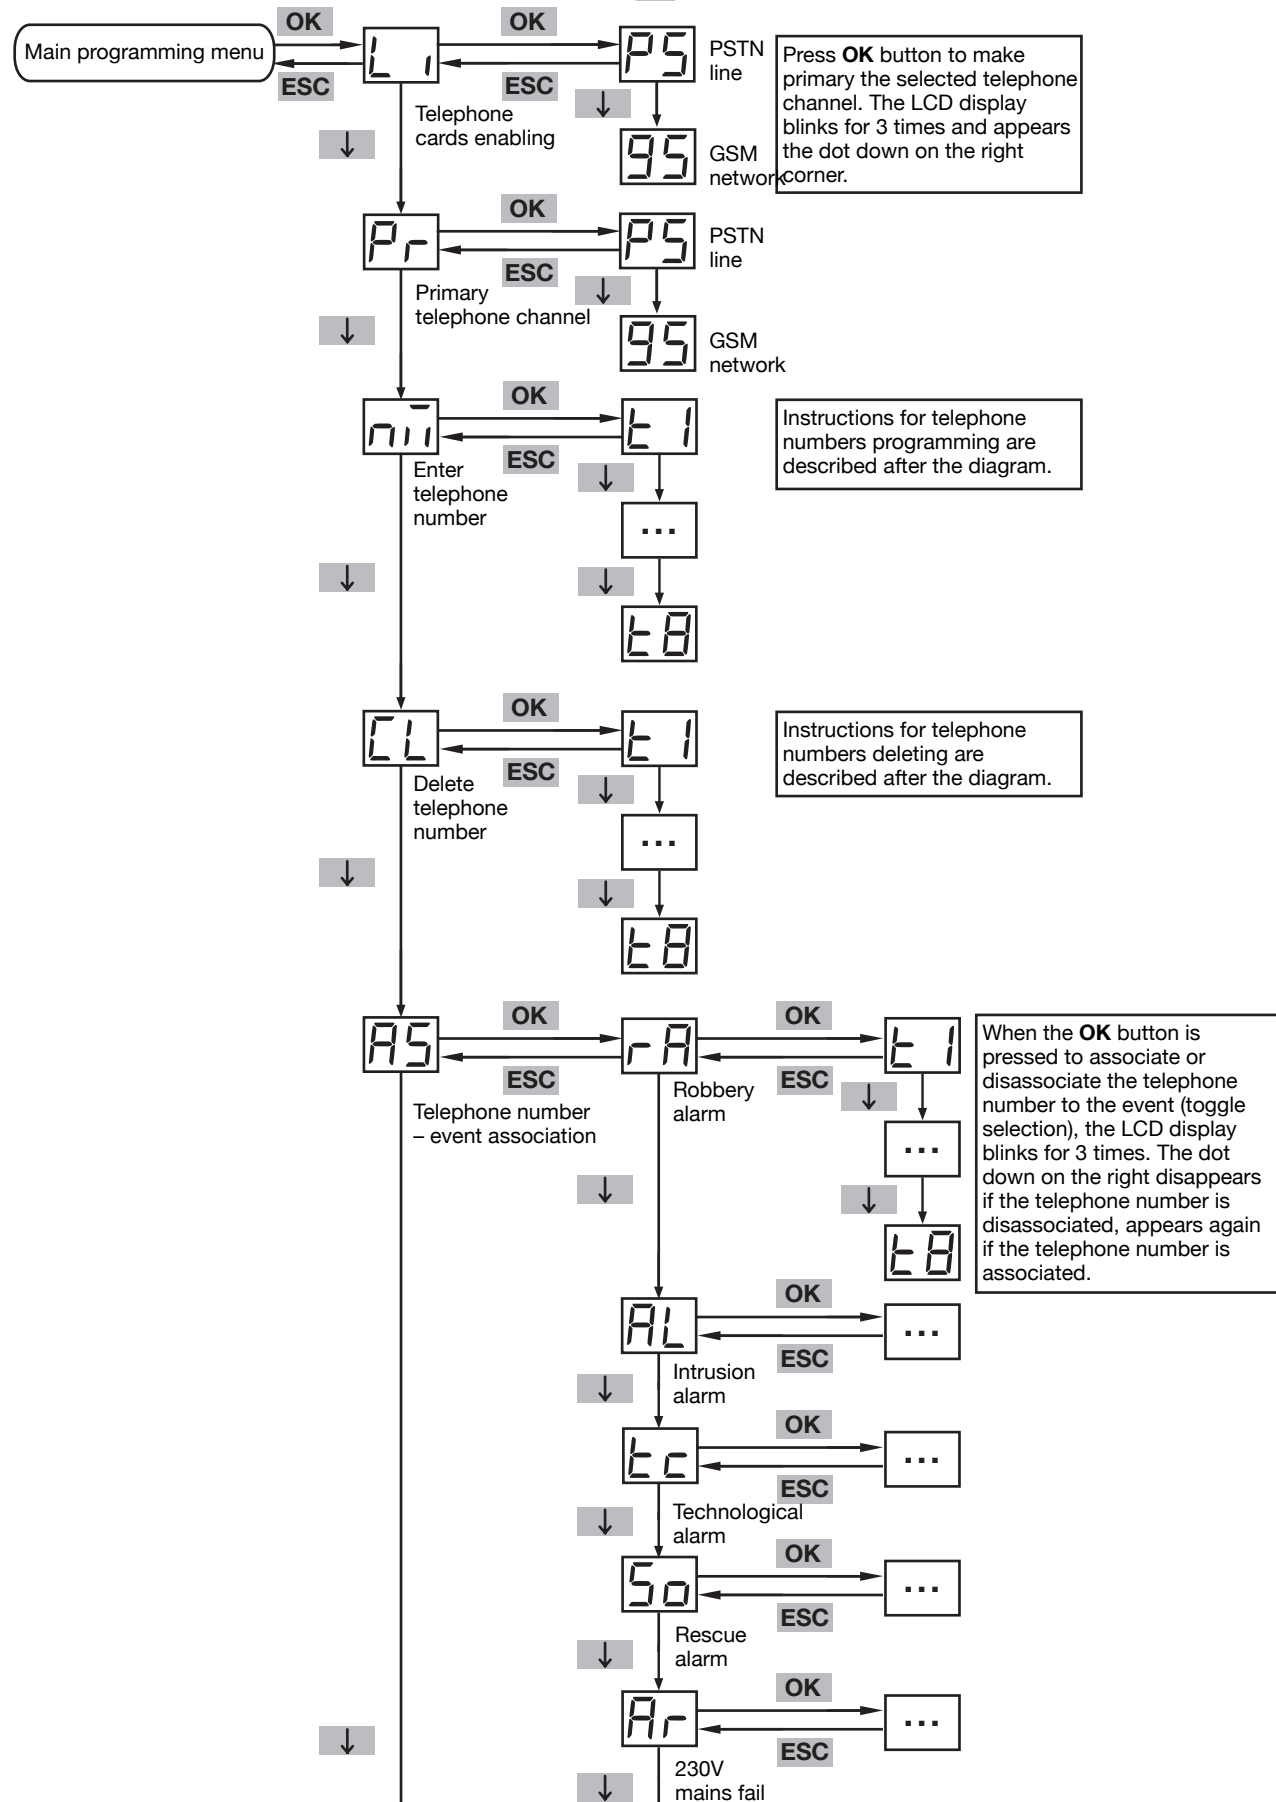 OK
OK
Main programming menu
Li
PS
PSTN
line
ESC
ESC
Telephone
cards enabling
↓
↓
gS
GSM
network
Press OK button to make
primary the selected telephone
channel. The LCD display
blinks for 3 times and appears
the dot down on the right
corner.
OK
Pr
PS
PSTN
line
ESC
Primary
telephone channel
↓
↓
gS
GSM
network
OK
nū
t1
ESC
Enter
telephone
number
↓
...
↓
↓
t8
Instructions for telephone
numbers programming are
described after the diagram.
OK
CL
t1
ESC
Delete
telephone
number
↓
...
↓
↓
t8
Instructions for telephone
numbers deleting are
described after the diagram.
OK
OK
AS
rA
t1
ESC
ESC
Telephone number
– event association
Robbery
alarm
↓
...
↓
↓
t8
When the OK button is
pressed to associate or
disassociate the telephone
number to the event (toggle
selection), the LCD display
blinks for 3 times. The dot
down on the right disappears
if the telephone number is
disassociated, appears again
if the telephone number is
associated.
OK
AL
...
ESC
Intrusion
alarm
↓
OK
tc
...
ESC
Technological
alarm
↓
OK
So
...
ESC
Rescue
alarm
↓
OK
Ar
...
ESC
↓
230V
mains fail
↓